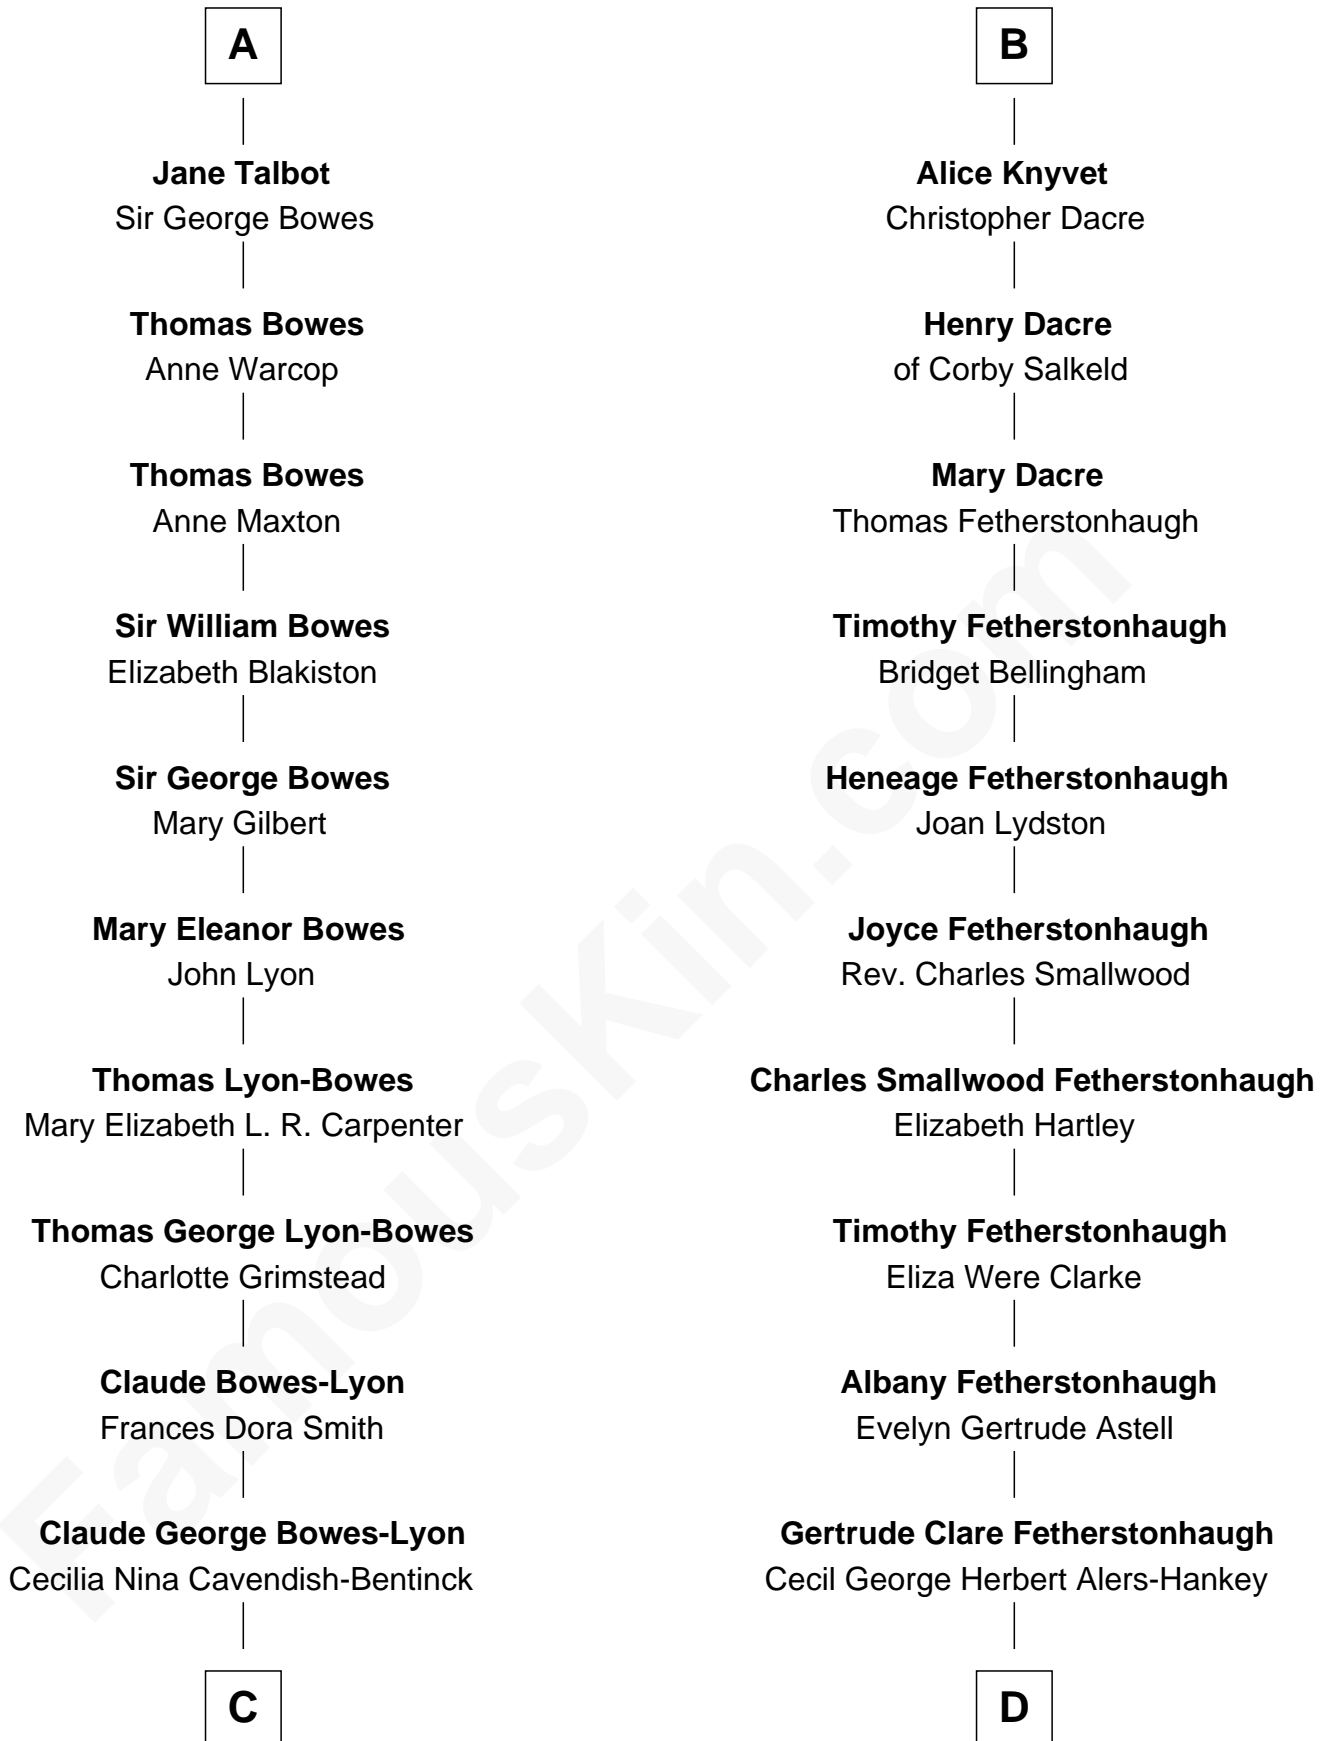 A
Jane Talbot
Sir George Bowes
Thomas Bowes
Anne Warcop
Thomas Bowes
Anne Maxton
Sir William Bowes
Elizabeth Blakiston
Sir George Bowes
Mary Gilbert
Mary Eleanor Bowes
John Lyon
Thomas Lyon-Bowes
Mary Elizabeth L. R. Carpenter
Thomas George Lyon-Bowes
Charlotte Grimstead
Claude Bowes-Lyon
Frances Dora Smith
Claude George Bowes-Lyon
Cecilia Nina Cavendish-Bentinck
C
B
Alice Knyvet
Christopher Dacre
Henry Dacre
of Corby Salkeld
Mary Dacre
Thomas Fetherstonhaugh
Timothy Fetherstonhaugh
Bridget Bellingham
Heneage Fetherstonhaugh
Joan Lydston
Joyce Fetherstonhaugh
Rev. Charles Smallwood
Charles Smallwood Fetherstonhaugh
Elizabeth Hartley
Timothy Fetherstonhaugh
Eliza Were Clarke
Albany Fetherstonhaugh
Evelyn Gertrude Astell
Gertrude Clare Fetherstonhaugh
Cecil George Herbert Alers-Hankey
D
FamousKin.com